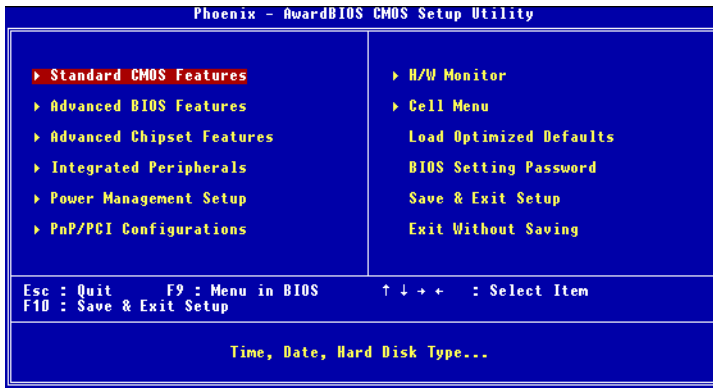 Phoenix - AwardBIOS CMOS Setup Utility
▸ Standard CMOS Features
▸ Advanced BIOS Features
▸ Advanced Chipset Features
▸ Integrated Peripherals
▸ Power Management Setup
▸ PnP/PCI Configurations
▸ H/W Monitor
▸ Cell Menu
Load Optimized Defaults
BIOS Setting Password
Save & Exit Setup
Exit Without Saving
Esc : Quit F9 : Menu in BIOS ↑ ↓ → ← : Select Item
F10 : Save & Exit Setup
Time, Date, Hard Disk Type...